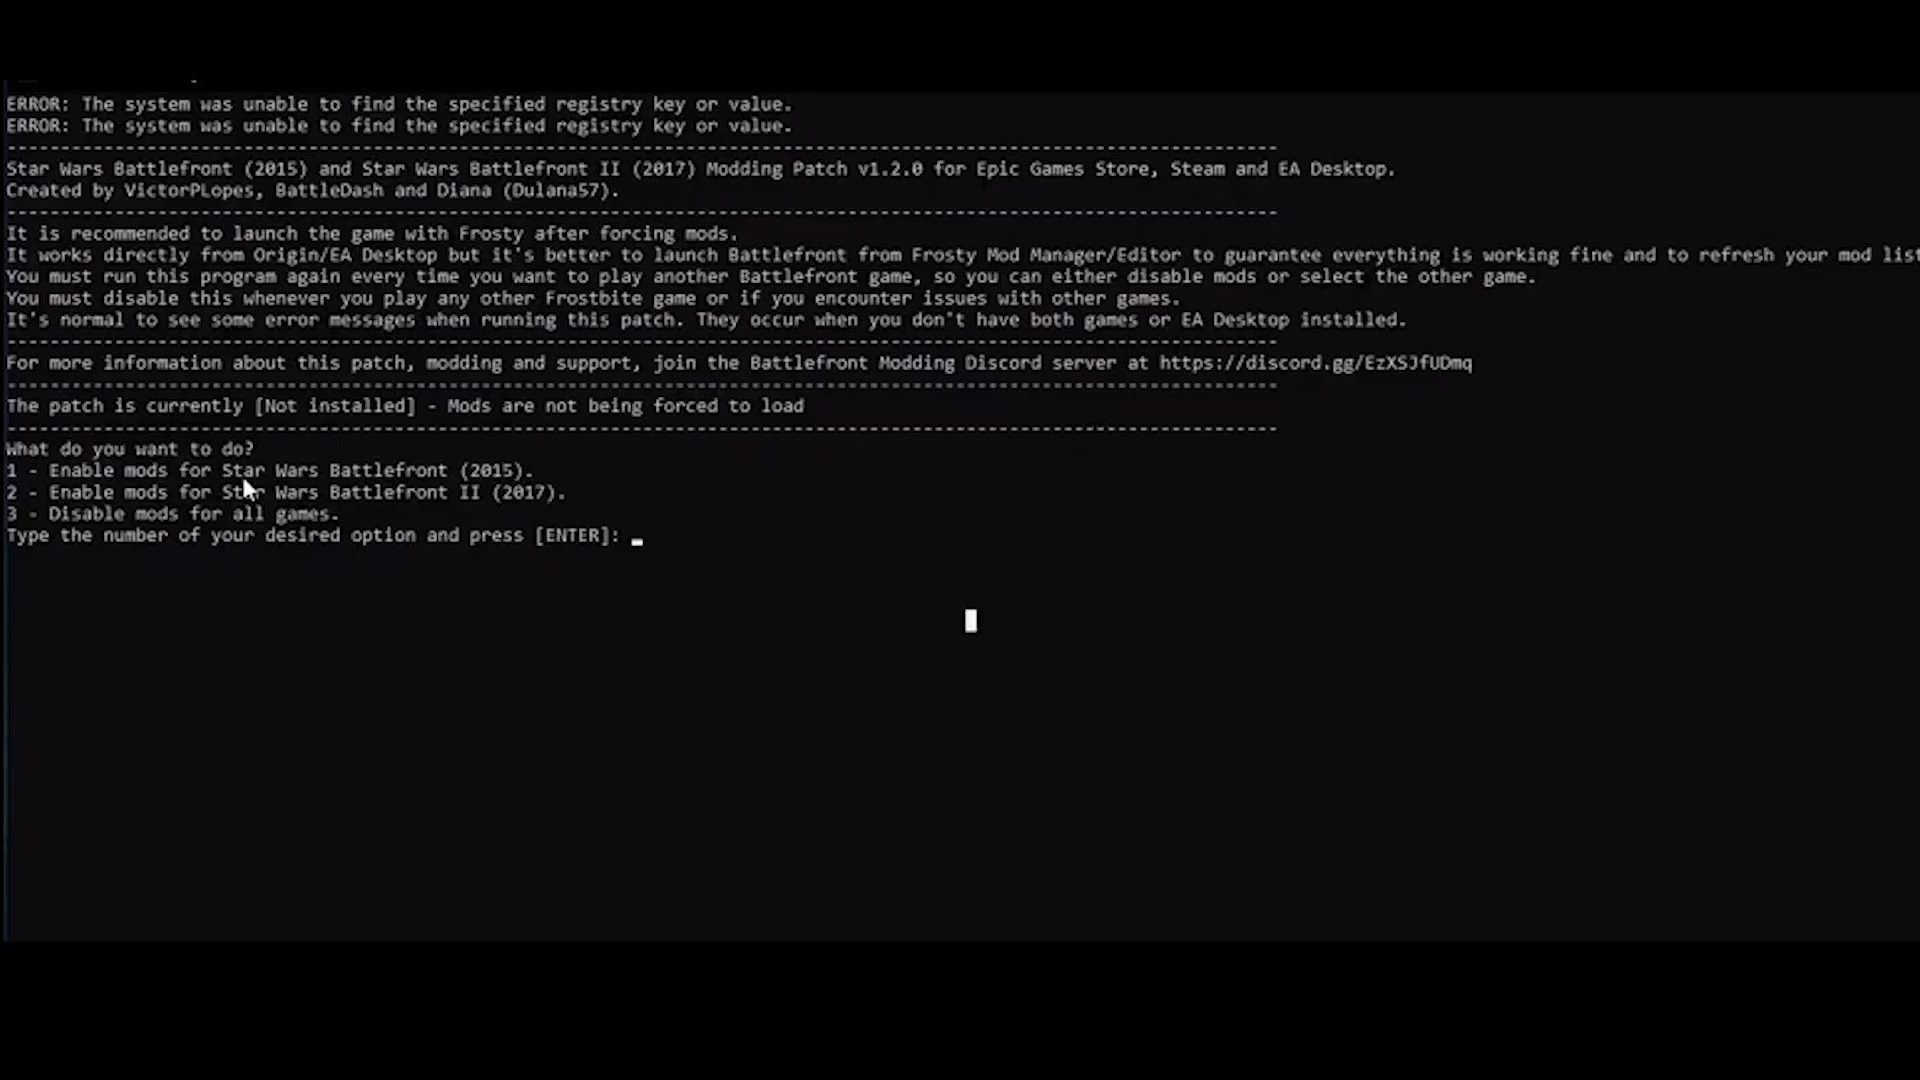 ERROR: The system was unable to find the specified registry key or value.
ERROR: The system was unable to find the specified registry key or value.
Star Wars Battlefront (2015) and Star Wars Battlefront II (2017) Modding Patch v1.2.0 for Epic Games Store, Steam and EA Desktop.
Created by VictorPLopes, BattleDash and Diana (Dulana57).
It is recommended to launch the game with Frosty after forcing mods.
It works directly from Origin/EA Desktop but it's better to launch Battlefront from Frosty Mod Manager/Editor to guarantee everything is working fine and to refresh your mod list
You must run this program again every time you want to play another Battlefront game, so you can either disable mods or select the other game.
You must disable this whenever you play any other Frostbite game or if you encounter issues with other games.
It's normal to see some error messages when running this patch. They occur when you don't have both games or EA Desktop installed.
For more information about this patch, modding and support, join the Battlefront Modding Discord server at https://discord.gg/EzXSJfUDmq
The patch is currently [Not installed] - Mods are not being forced to load
What do you want to do?
1 - Enable mods for Star Wars Battlefront (2015).
2 - Enable mods for Star Wars Battlefront II (2017).
3 - Disable mods for all games.
Type the number of your desired option and press [ENTER]: